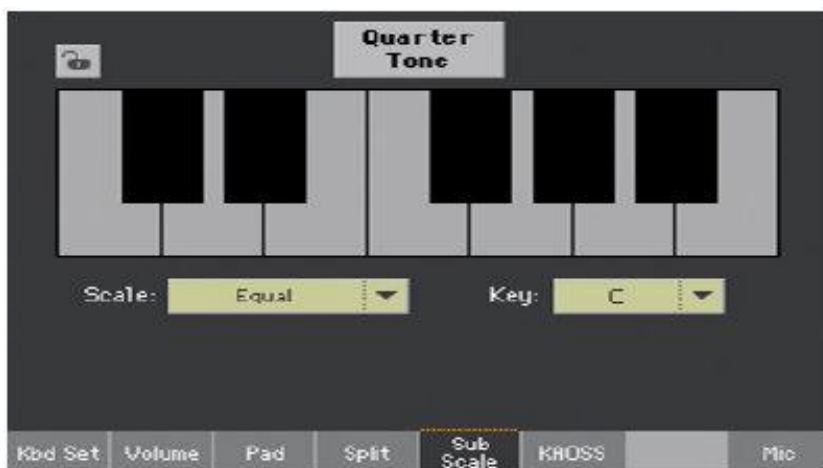 Quarter
Tone
Scale: Equal Key: C
Kbd Set Volume Pad Split Sub Scale KAOSS Mic